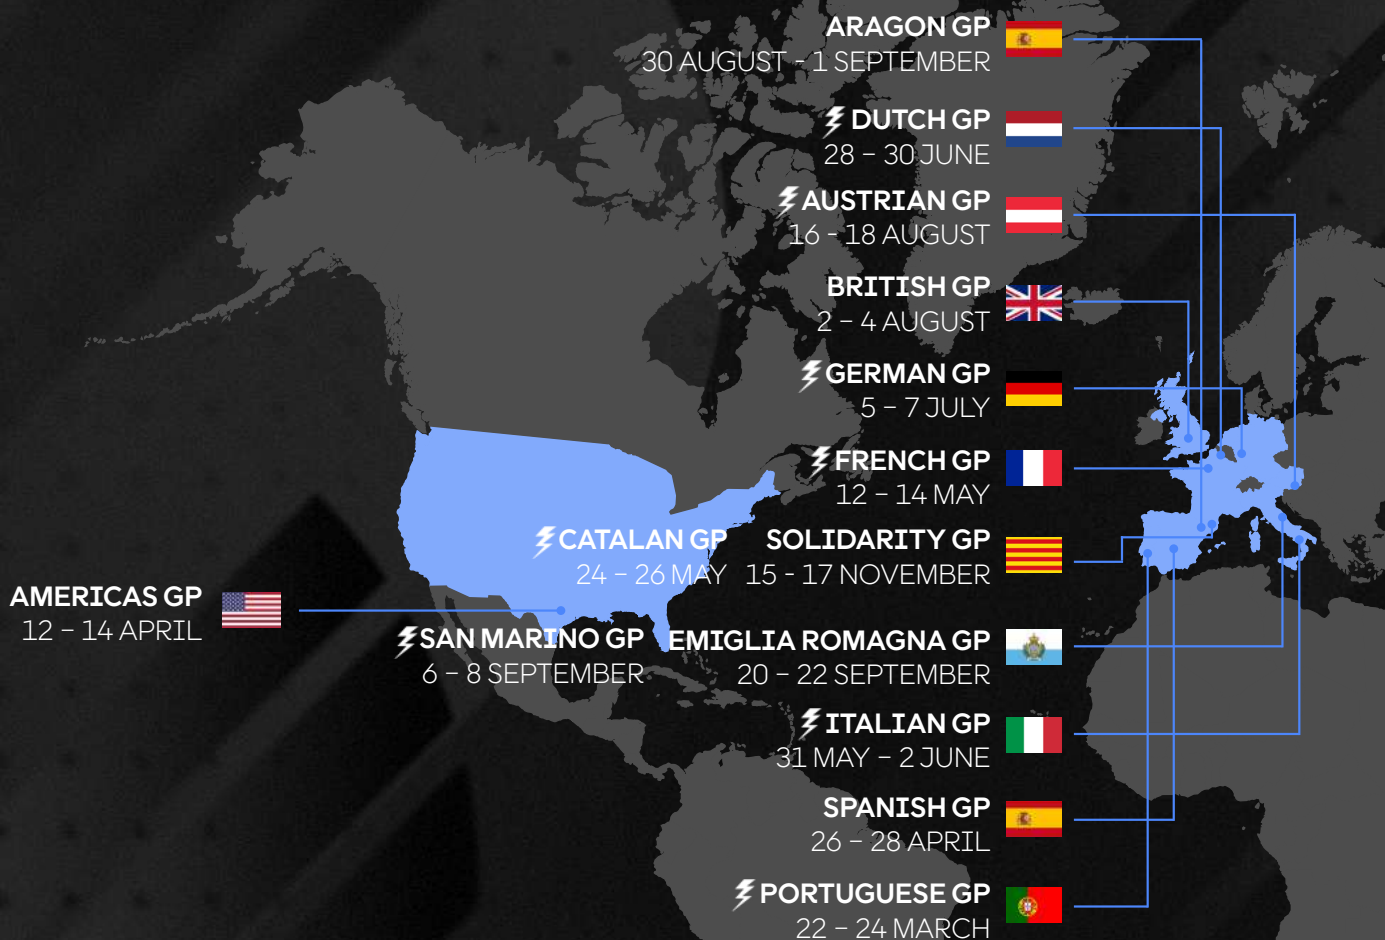 ARAGON GP
30 AUGUST - 1 SEPTEMBER
DUTCH GP
28 – 30 JUNE
AUSTRIAN GP
16 - 18 AUGUST
BRITISH GP
2 – 4 AUGUST
GERMAN GP
5 – 7 JULY
FRENCH GP
12 – 14 MAY
CATALAN GP
24 – 26 MAY
SOLIDARITY GP
15 - 17 NOVEMBER
AMERICAS GP
12 – 14 APRIL
SAN MARINO GP
6 – 8 SEPTEMBER
EMIGLIA ROMAGNA GP
20 – 22 SEPTEMBER
ITALIAN GP
31 MAY – 2 JUNE
SPANISH GP
26 – 28 APRIL
PORTUGUESE GP
22 – 24 MARCH